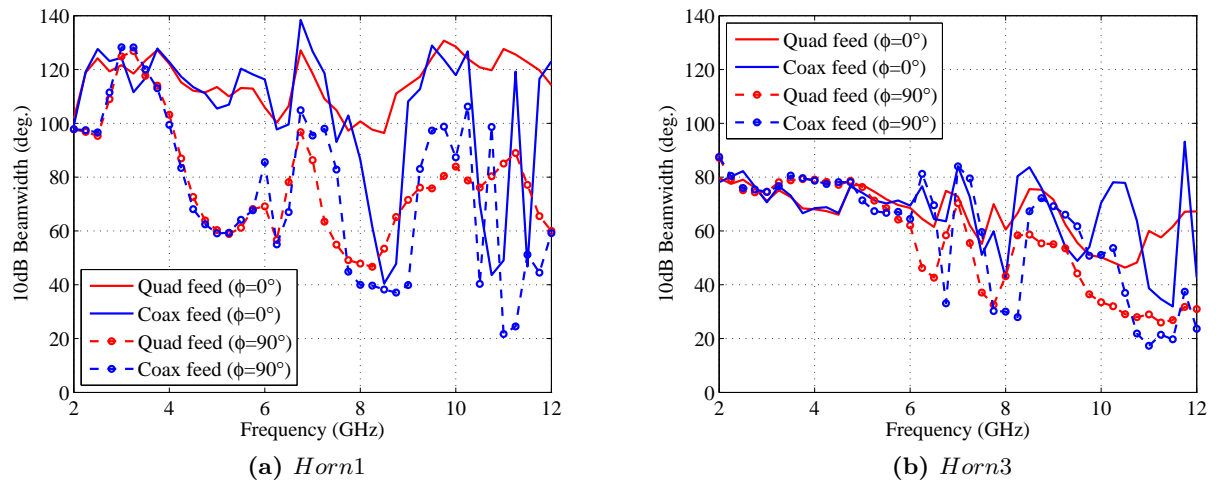 140
120
100
80
60
40
20
0
10dB Beamwidth (deg.)
Quad feed (ϕ=0°)
Coax feed (ϕ=0°)
Quad feed (ϕ=90°)
Coax feed (ϕ=90°)
2 4 6 8 10 12
Frequency (GHz)
(a) Horn1
140
120
100
80
60
40
20
0
10dB Beamwidth (deg.)
Quad feed (ϕ=0°)
Coax feed (ϕ=0°)
Quad feed (ϕ=90°)
Coax feed (ϕ=90°)
2 4 6 8 10 12
Frequency (GHz)
(b) Horn3